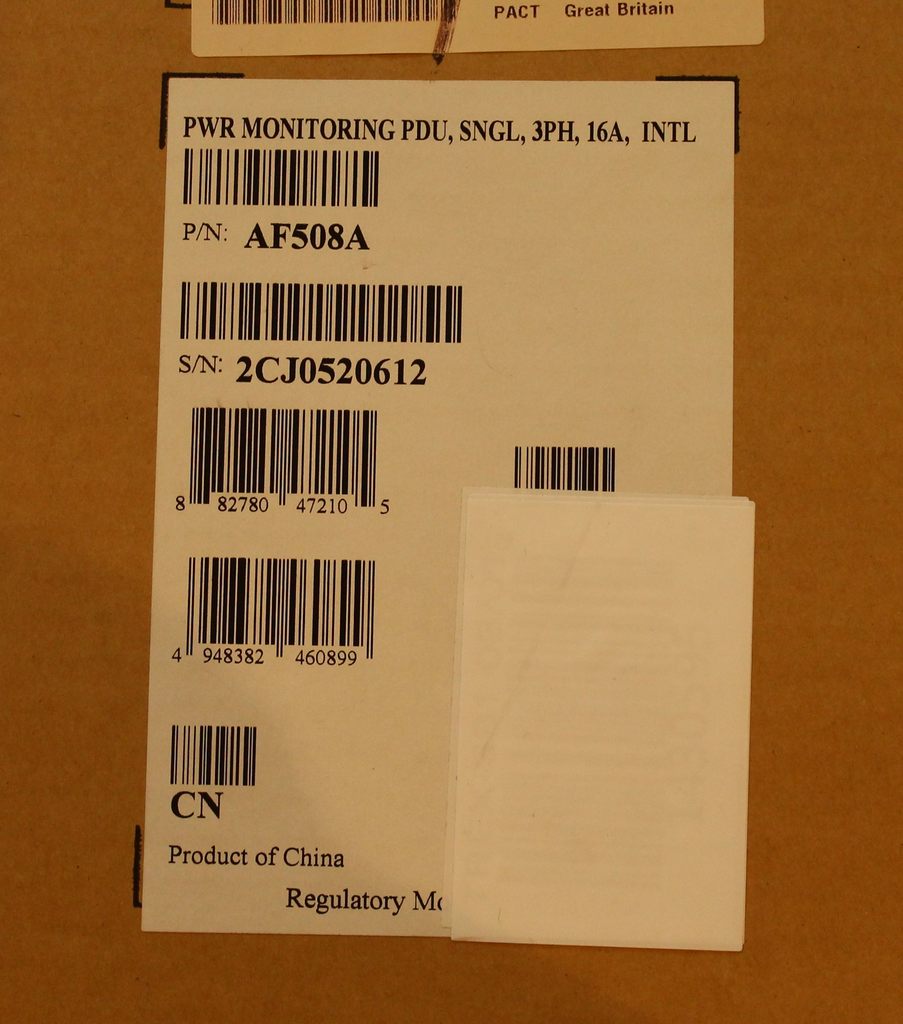 PACT Great Britain
PWR MONITORING PDU, SNGL, 3PH, 16A, INTL
P/N: AF508A
S/N: 2CJ0520612
8 82780 47210 5
4 948382 460899
CN
Product of China
Regulatory